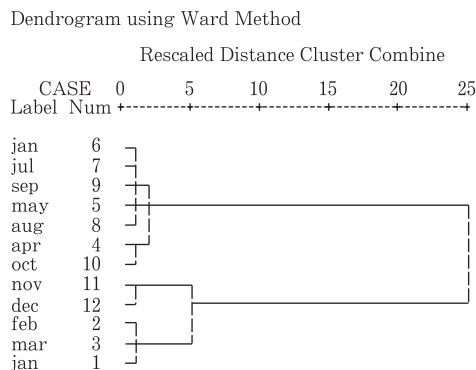 Dendrogram using Ward Method
Rescaled Distance Cluster Combine
CASE 0 5 10 15 20 25
Label Num
jan 6
jul 7
sep 9
may 5
aug 8
apr 4
oct 10
nov 11
dec 12
feb 2
mar 3
jan 1